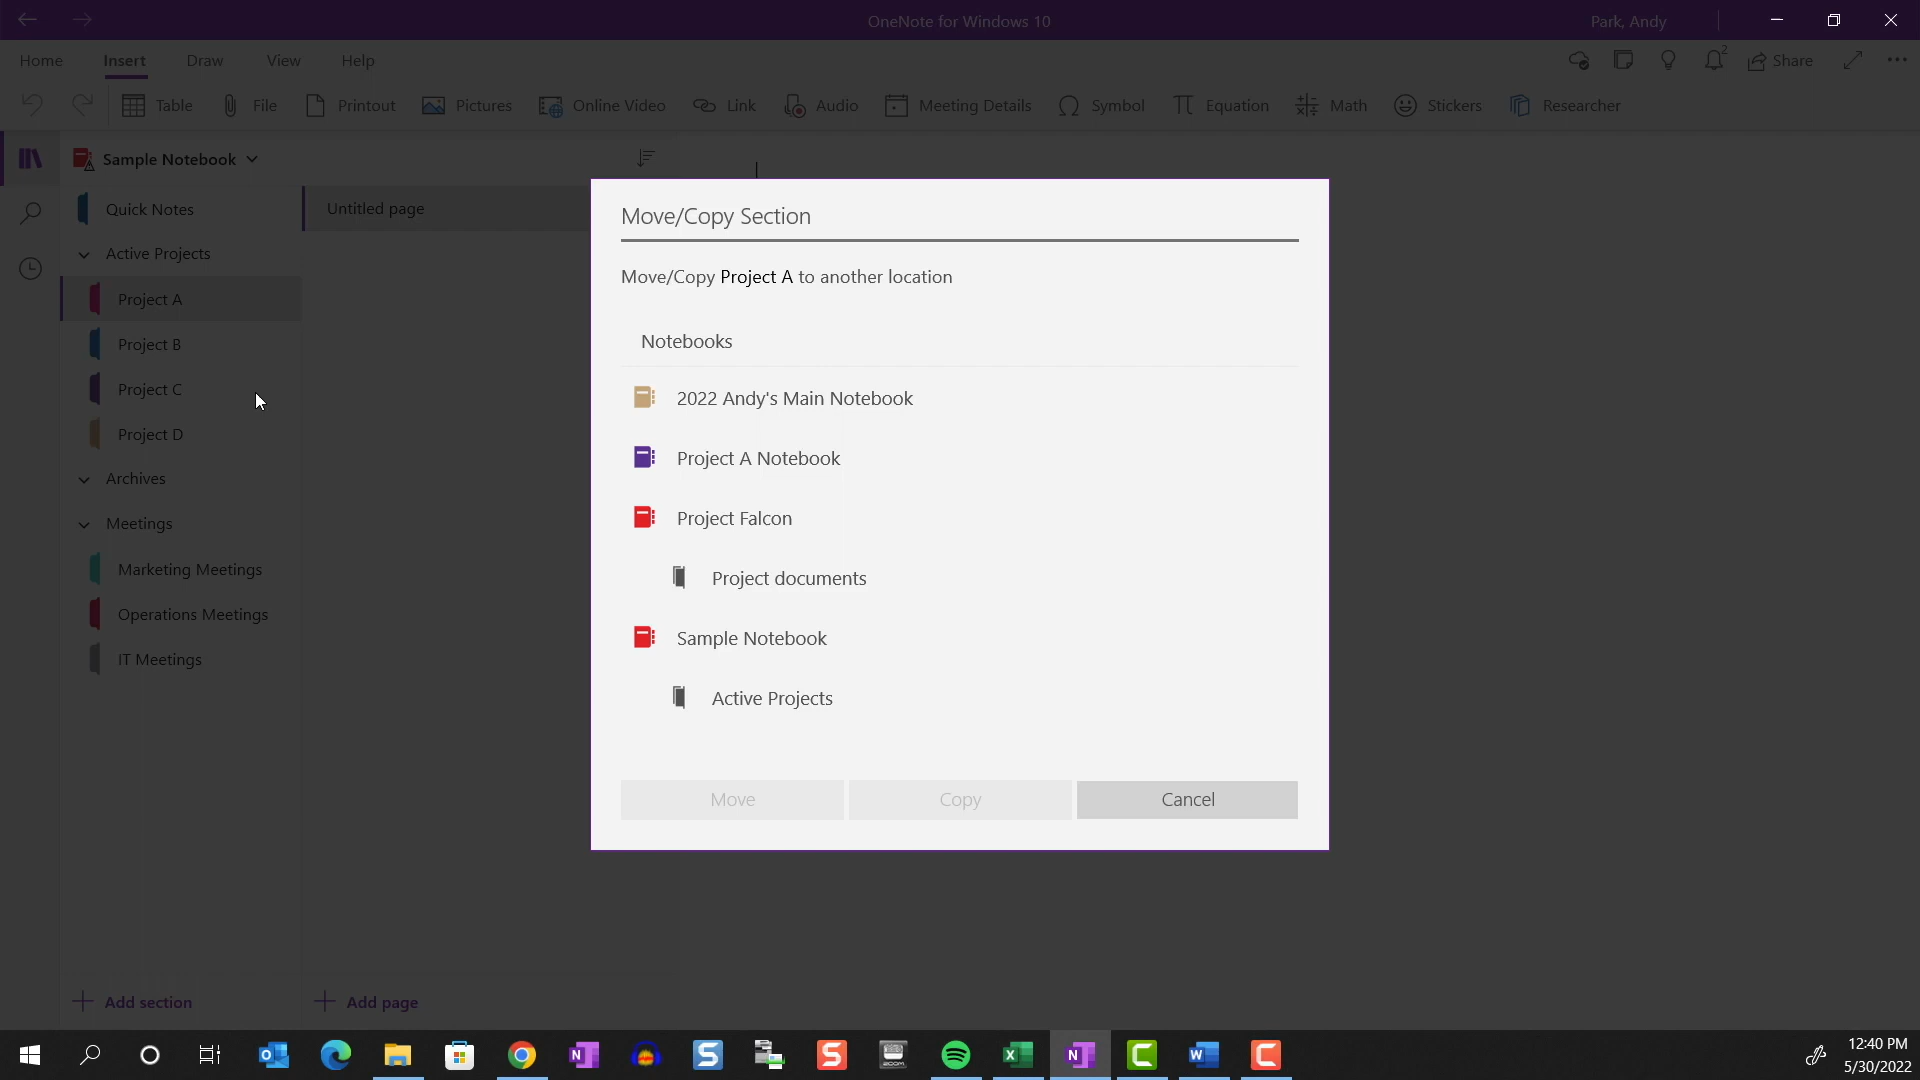 OneNote for Windows 10
Park, Andy
Home
Insert
Draw
View
Help
2
Share
Table
File
Printout
Pictures
Online Video
Link
Audio
Meeting Details
Symbol
Equation
Math
Stickers
Researcher
Sample Notebook
Quick Notes
Active Projects
Project A
Project B
Project C
Project D
Archives
Meetings
Marketing Meetings
Operations Meetings
IT Meetings
Add section
Untitled page
Add page
Move/Copy Section
Move/Copy Project A to another location
Notebooks
2022 Andy's Main Notebook
Project A Notebook
Project Falcon
Project documents
Sample Notebook
Active Projects
Move
Copy
Cancel
12:40 PM
5/30/2022